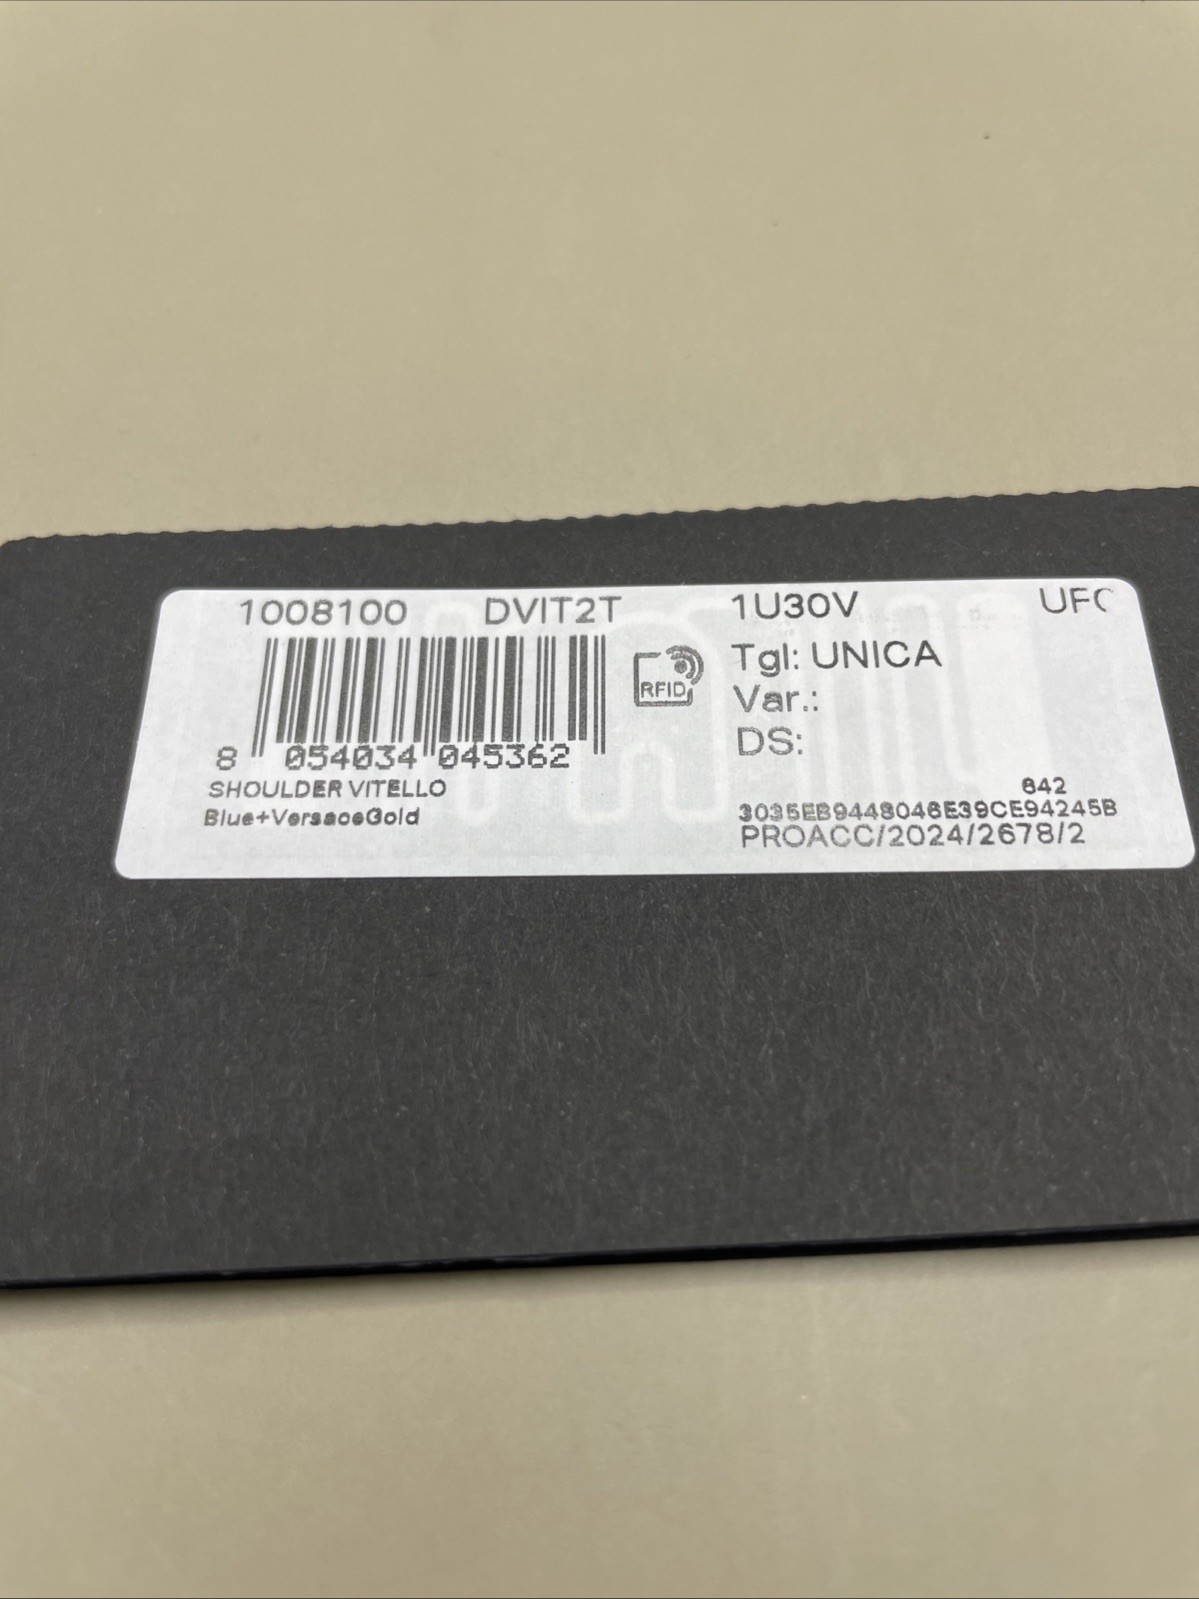 1008100 DVIT2T 1U30V
RFID
Tgl: UNICA
Var.:
DS:
8 054034 045362
SHOULDER VITELLO
Blue+VersaceGold
842
3035EB9448046E39CE94245B
PROACC/2024/2678/2